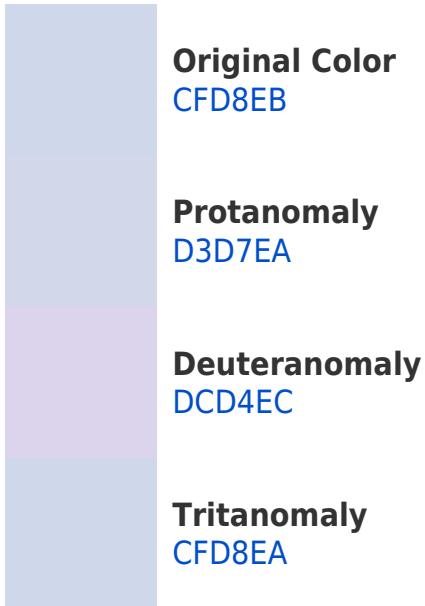 Original Color
CFD8EB
Protanomaly
D3D7EA
Deuteranomaly
DCD4EC
Tritanomaly
CFD8EA